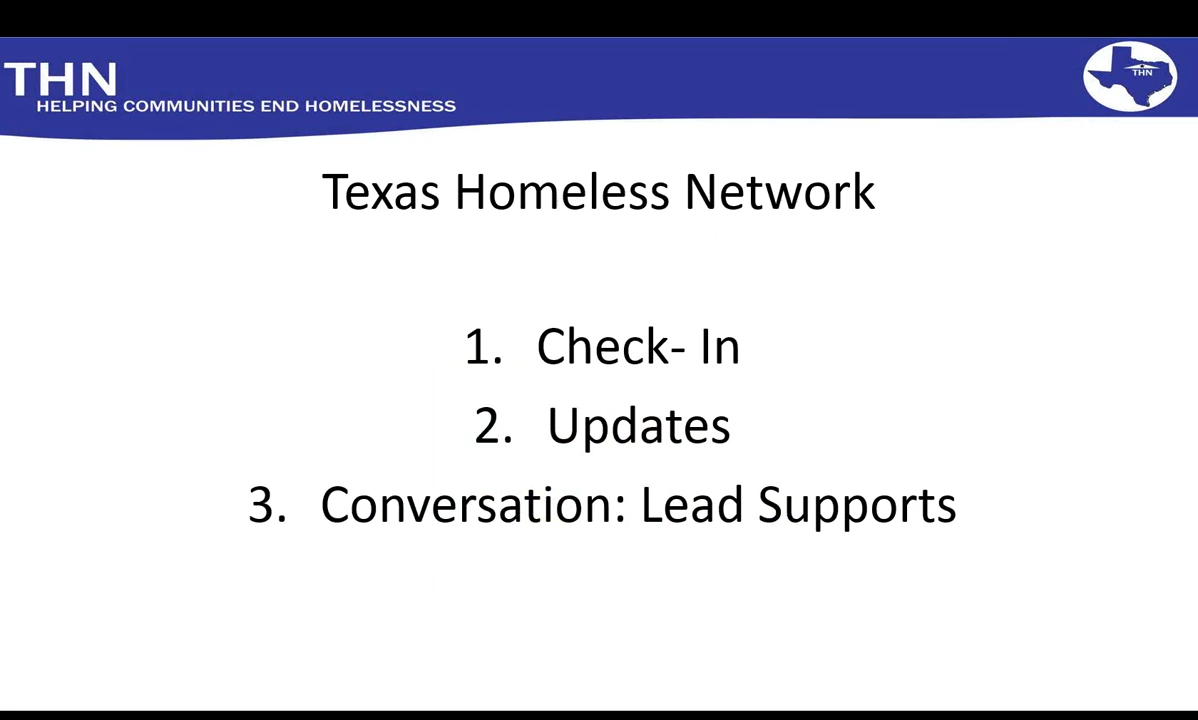 THN
HELPING COMMUNITIES END HOMELESSNESS
THN
Texas Homeless Network
1. Check- In
2. Updates
3. Conversation: Lead Supports